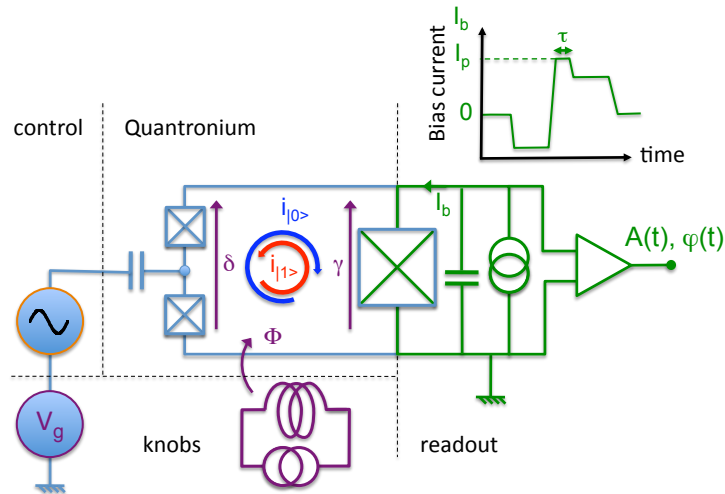 I_b
I_p
τ
0
Bias current
time
control
Quantronium
I_b
i_|0>
i_|1>
δ
γ
A(t), φ(t)
Φ
V_g
knobs
readout